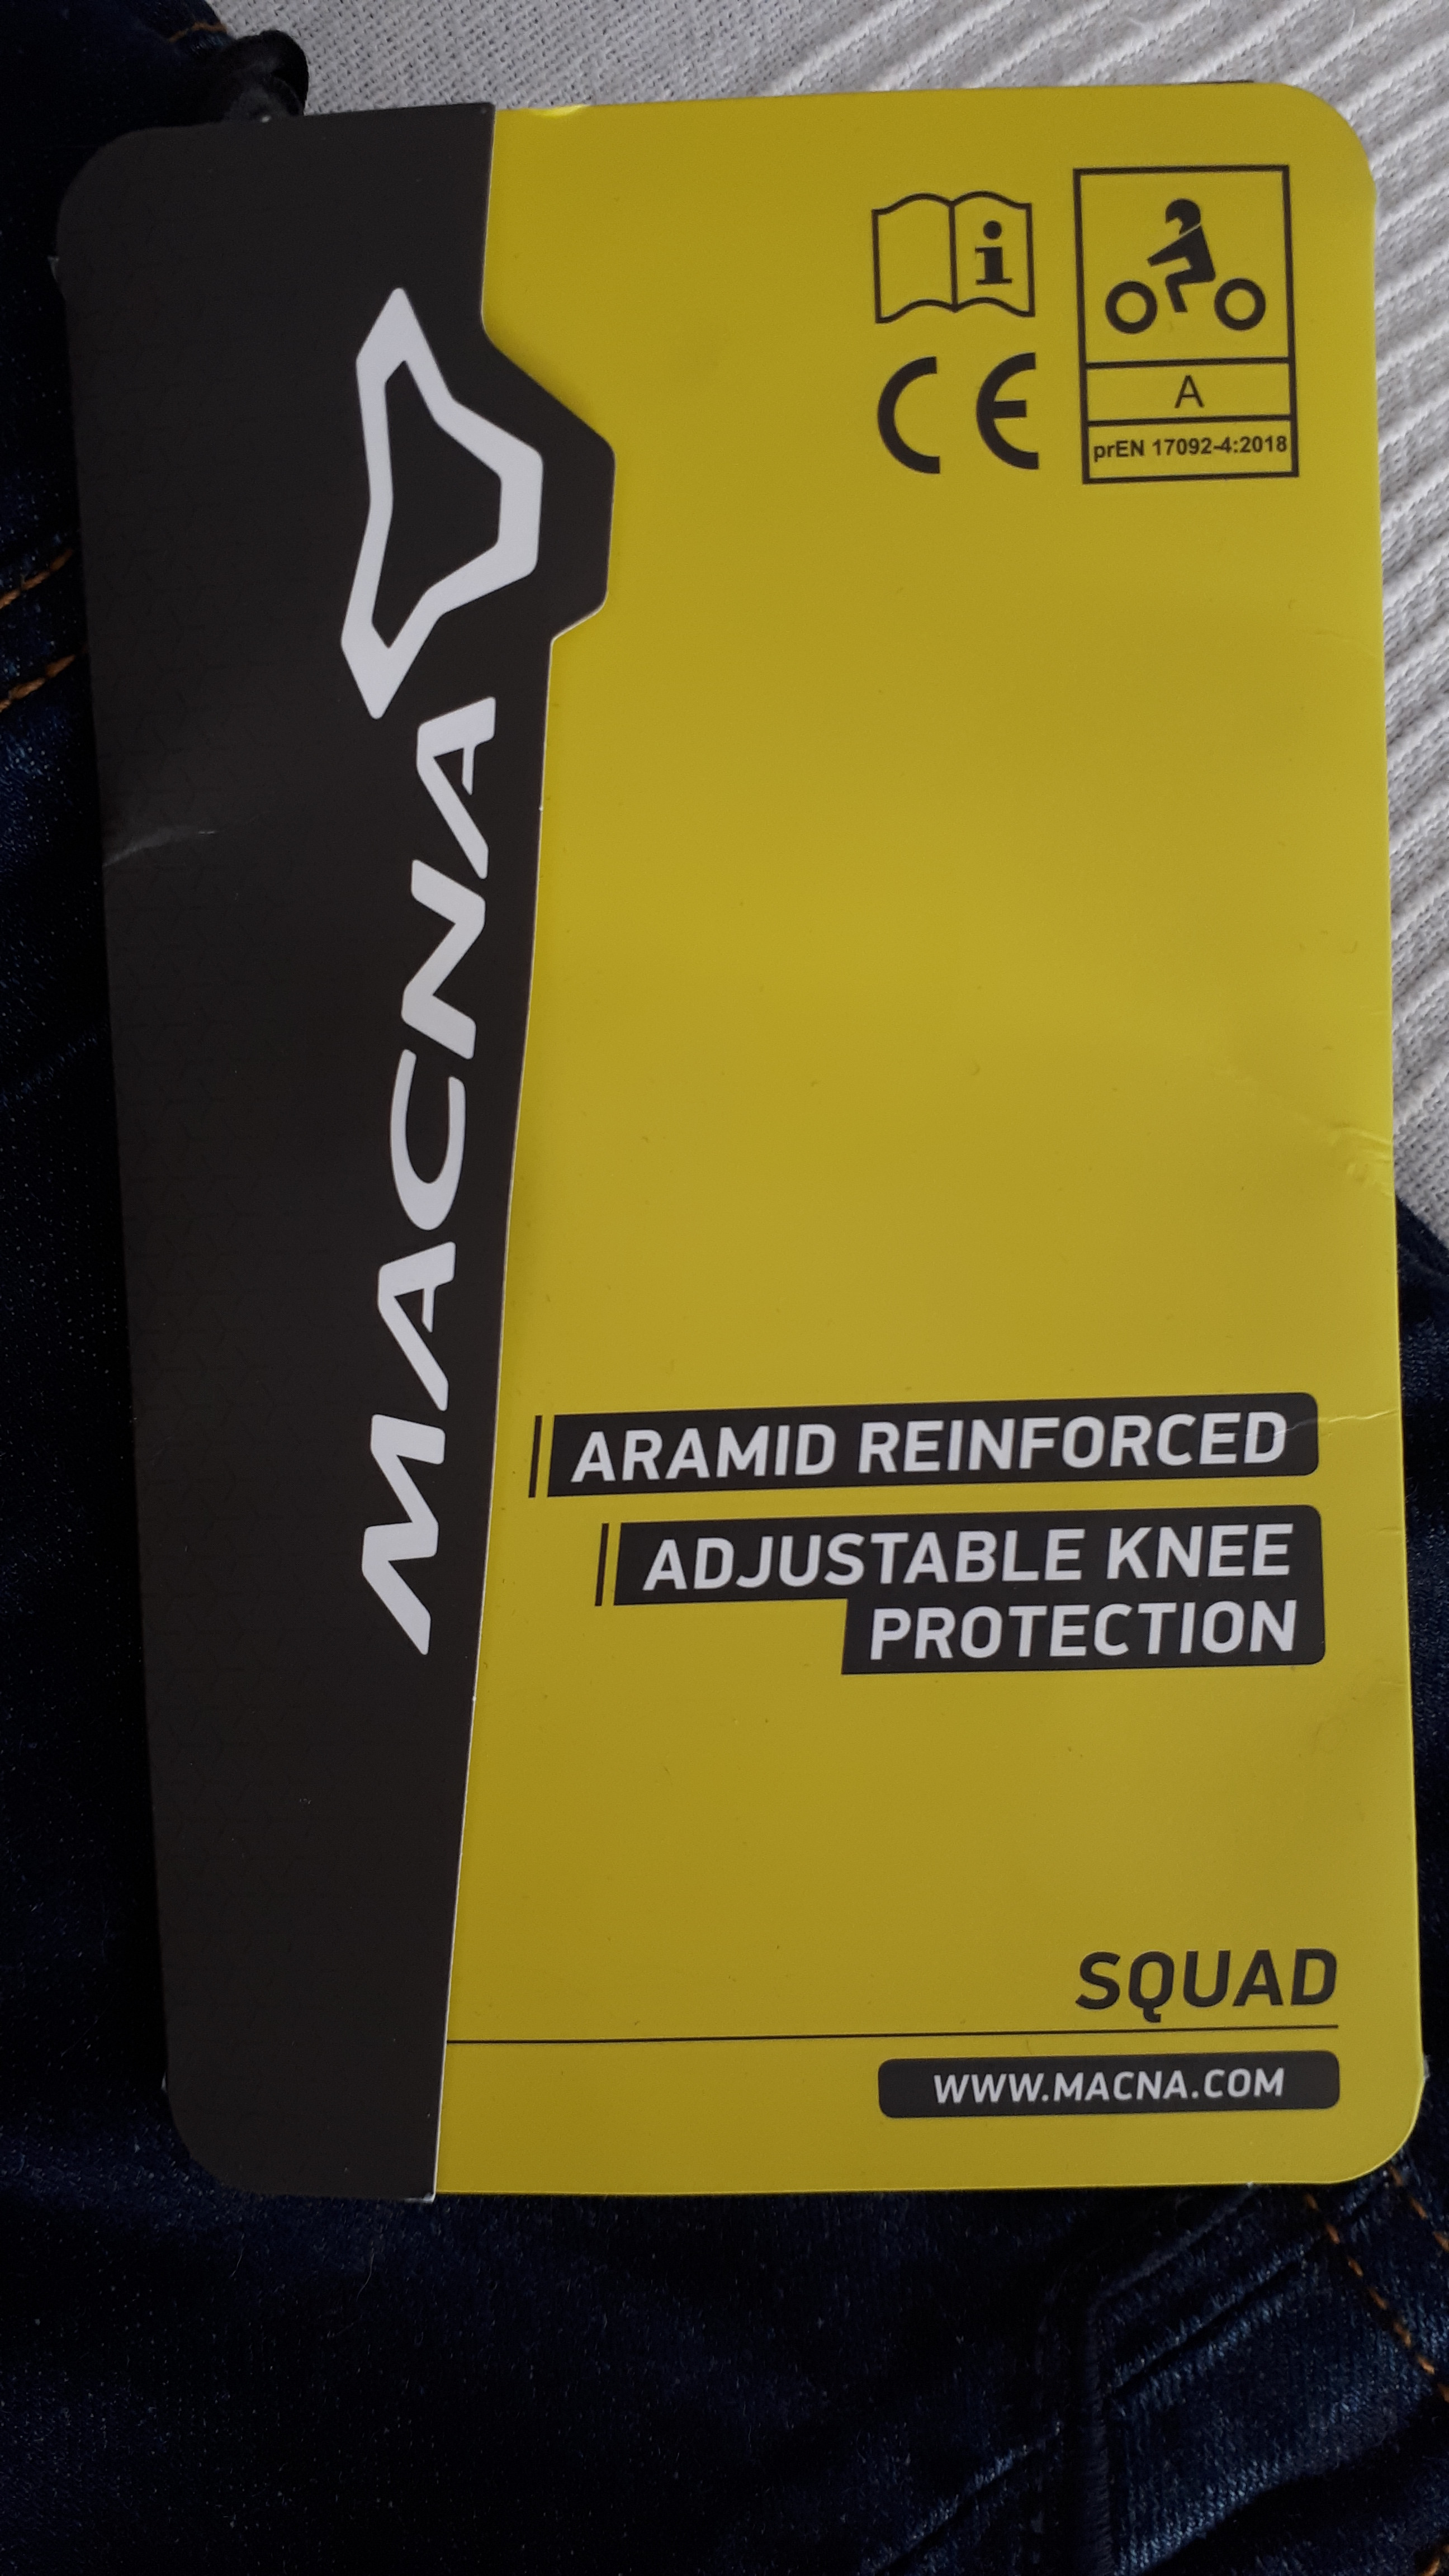 i
CE
A
prEN 17092-4:2018
MACNA
ARAMID REINFORCED
ADJUSTABLE KNEE
PROTECTION
SQUAD
WWW.MACNA.COM